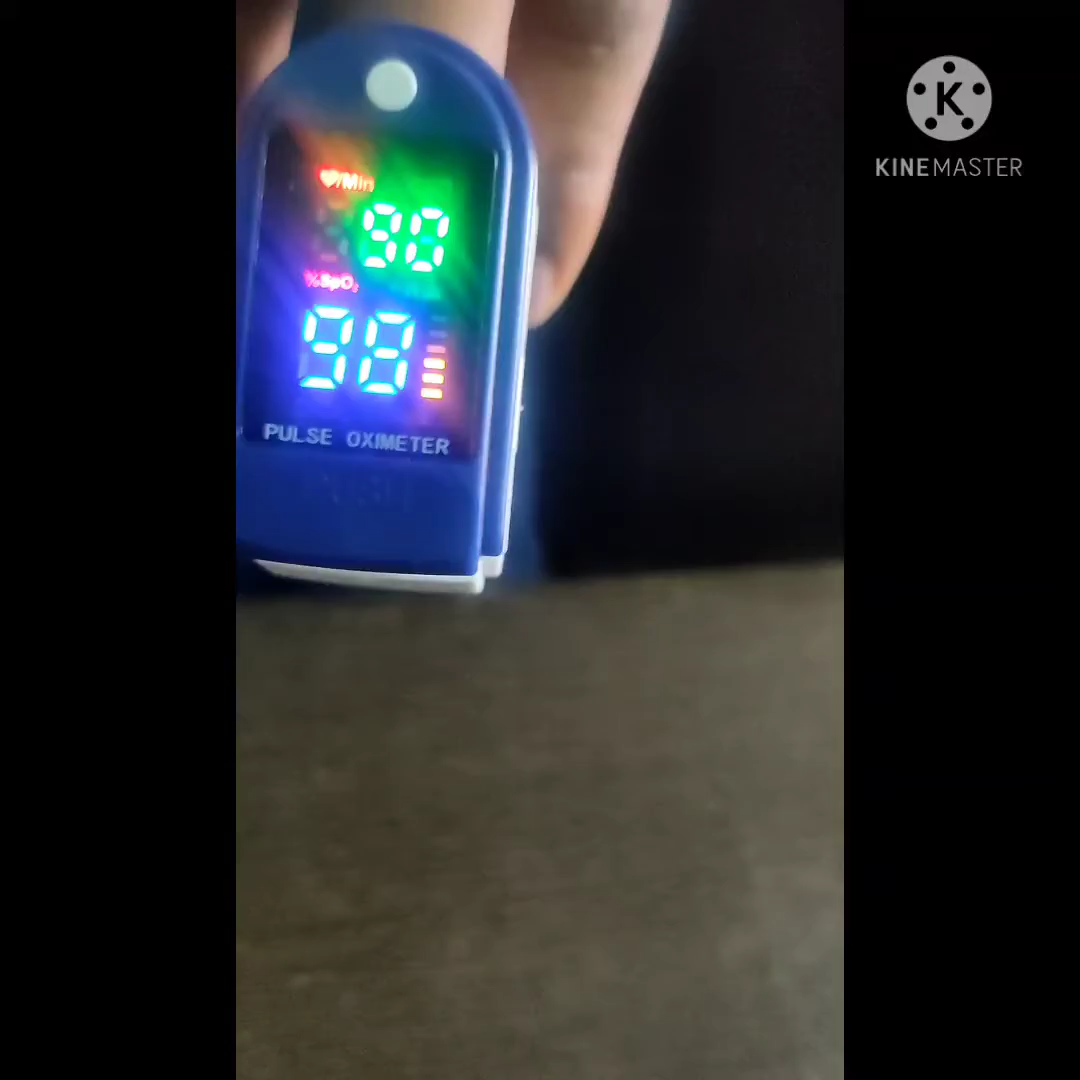 K
KINEMASTER
♥/Min
90
%SpO₂
98
PULSE OXIMETER